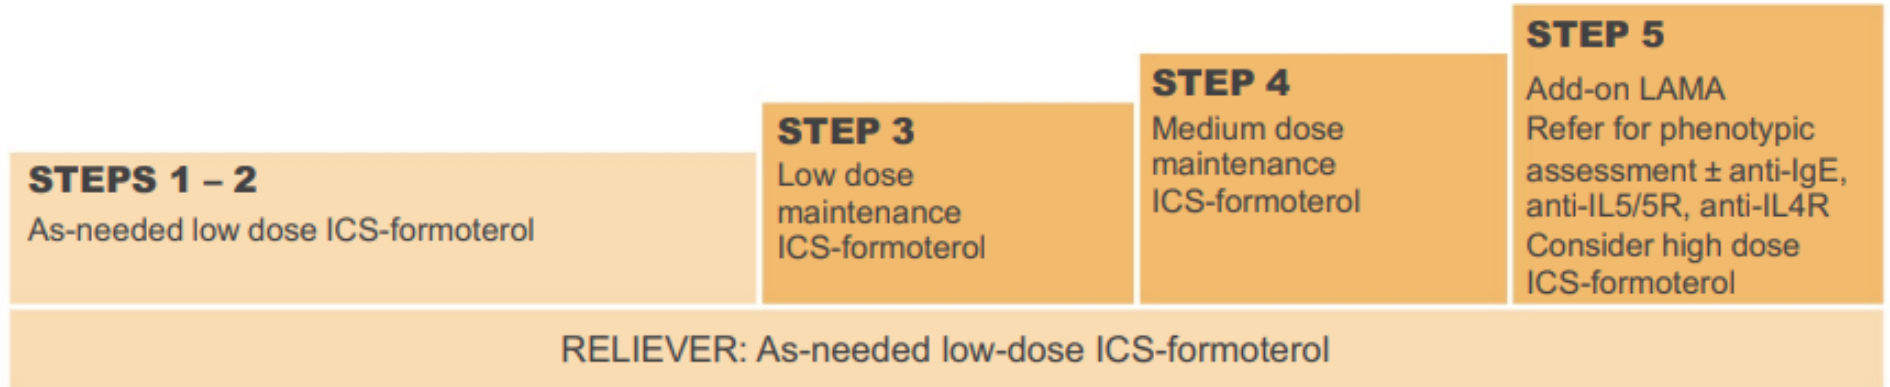 STEPS 1 – 2
As-needed low dose ICS-formoterol
STEP 3
Low dose
maintenance
ICS-formoterol
STEP 4
Medium dose
maintenance
ICS-formoterol
STEP 5
Add-on LAMA
Refer for phenotypic
assessment ± anti-IgE,
anti-IL5/5R, anti-IL4R
Consider high dose
ICS-formoterol
RELIEVER: As-needed low-dose ICS-formoterol